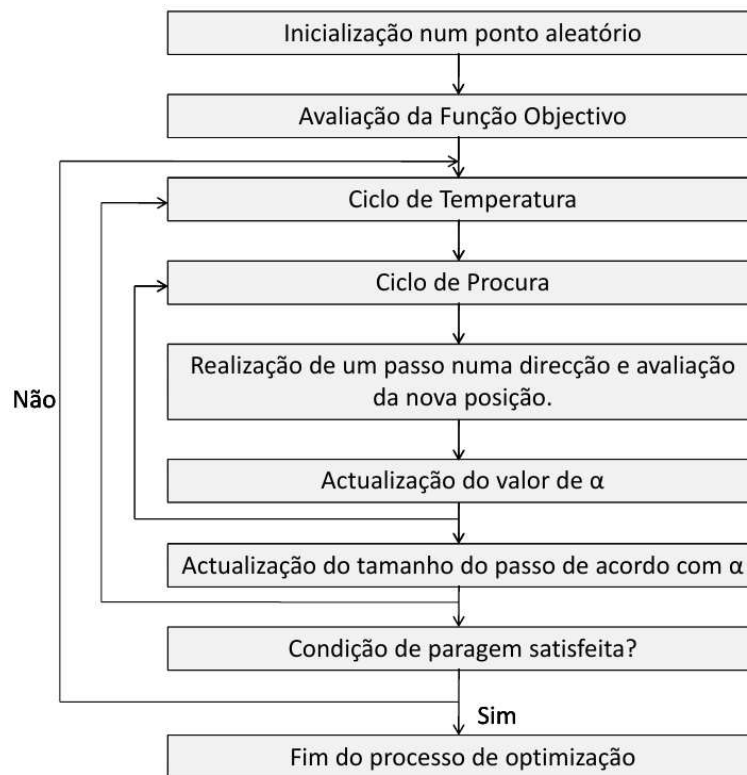 Inicialização num ponto aleatório
Avaliação da Função Objectivo
Ciclo de Temperatura
Ciclo de Procura
Realização de um passo numa direcção e avaliação
da nova posição.
Não
Actualização do valor de α
Actualização do tamanho do passo de acordo com α
Condição de paragem satisfeita?
Sim
Fim do processo de optimização